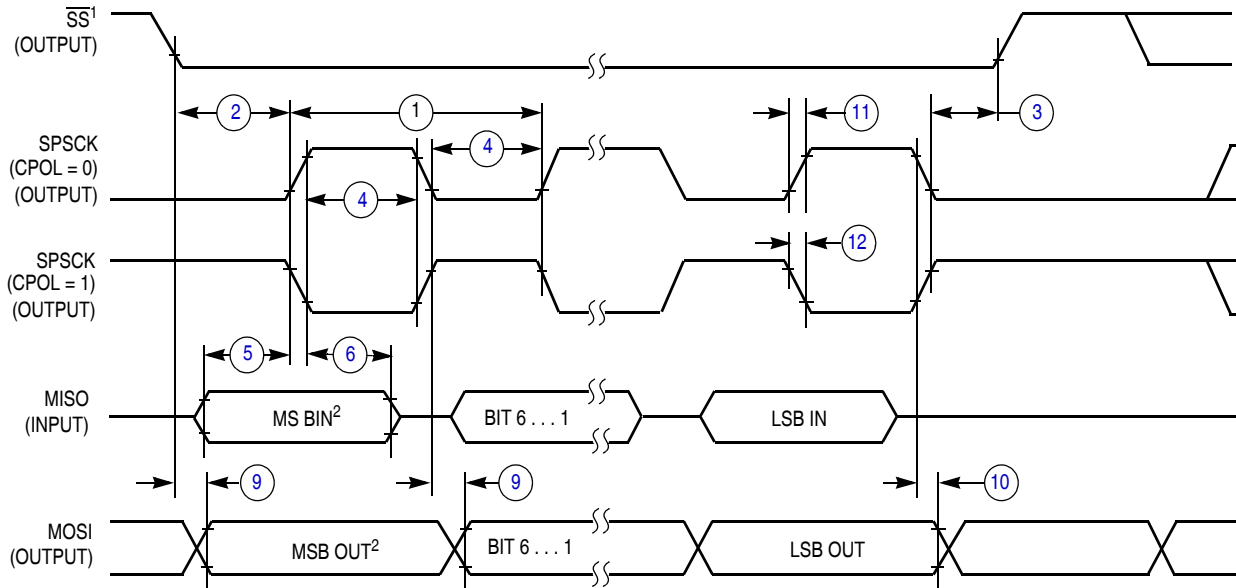 SS¹
(OUTPUT)
2
1
11
3
SPSCK
(CPOL = 0)
(OUTPUT)
4
4
12
SPSCK
(CPOL = 1)
(OUTPUT)
5
6
MISO
(INPUT)
MS BIN²
BIT 6 . . . 1
LSB IN
9
9
10
MOSI
(OUTPUT)
MSB OUT²
BIT 6 . . . 1
LSB OUT